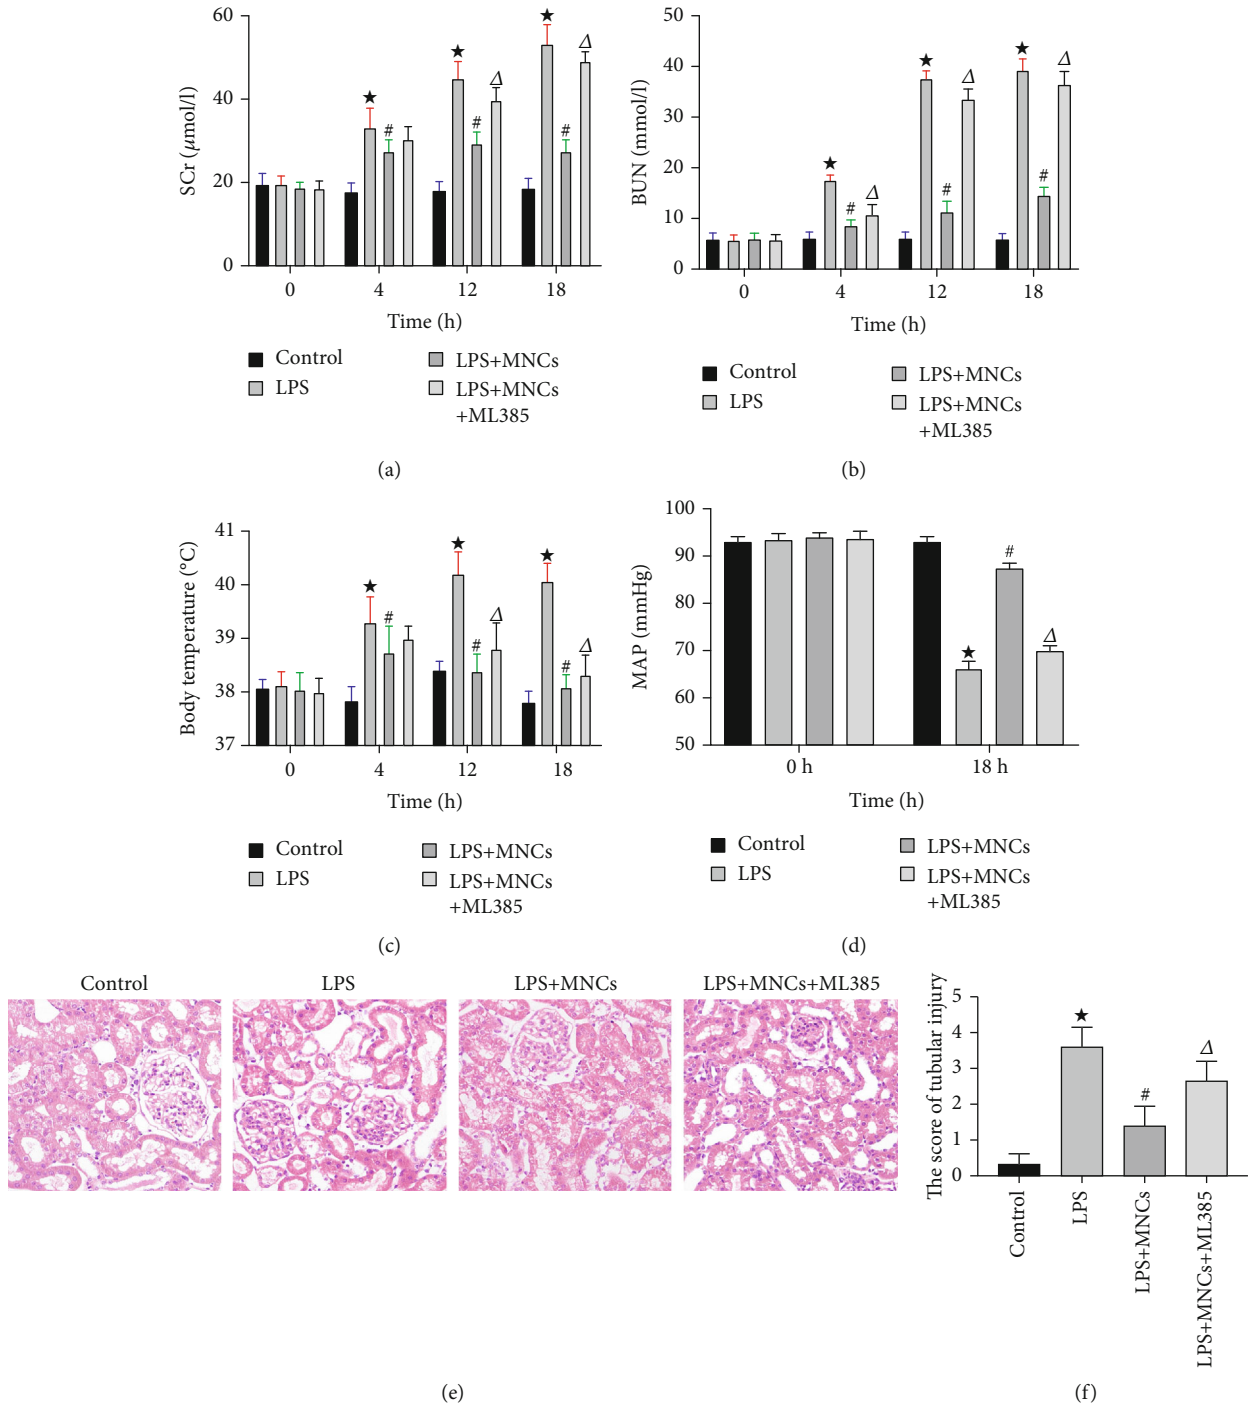 60
40
20
0
SCr (μmol/l)
★
★ #
★ # Δ
★ # Δ
0 4 12 18
Time (h)
Control
LPS
LPS+MNCs
LPS+MNCs
+ML385
(a)
50
40
30
20
10
0
BUN (mmol/l)
★ # Δ
★ # Δ
★ # Δ
0 4 12 18
Time (h)
Control
LPS
LPS+MNCs
LPS+MNCs
+ML385
(b)
41
40
39
38
37
Body temperature (°C)
★ #
★ # Δ
★ # Δ
0 4 12 18
Time (h)
Control
LPS
LPS+MNCs
LPS+MNCs
+ML385
(c)
100
90
80
70
60
50
MAP (mmHg)
★ # Δ
0 h 18 h
Time (h)
Control
LPS
LPS+MNCs
LPS+MNCs
+ML385
(d)
Control LPS LPS+MNCs LPS+MNCs+ML385
(e)
5
4
3
2
1
0
The score of tubular injury
★ # Δ
Control
LPS
LPS+MNCs
LPS+MNCs+ML385
(f)